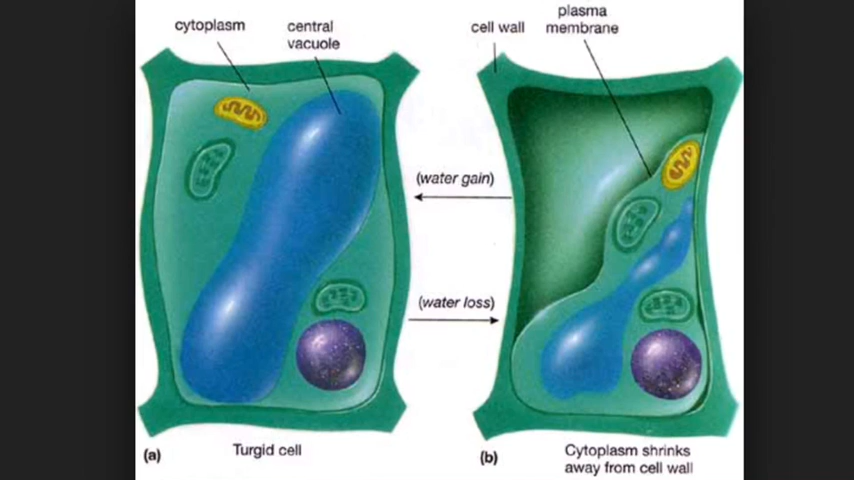 cytoplasm
central
vacuole
cell wall
plasma
membrane
(water gain)
(water loss)
(a)
Turgid cell
(b)
Cytoplasm shrinks
away from cell wall